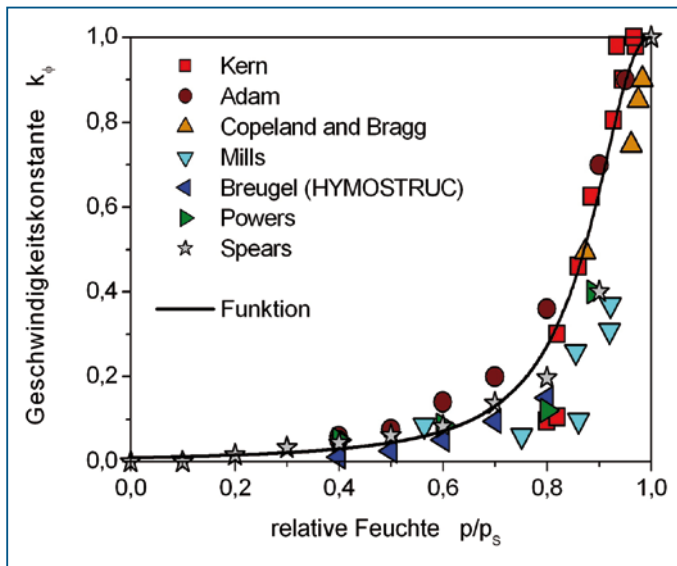 Geschwindigkeitskonstante kɸ
1,0
0,8
0,6
0,4
0,2
0,0
Kern
Adam
Copeland and Bragg
Mills
Breugel (HYMOSTRUC)
Powers
Spears
Funktion
0,0 0,2 0,4 0,6 0,8 1,0
relative Feuchte p/pS